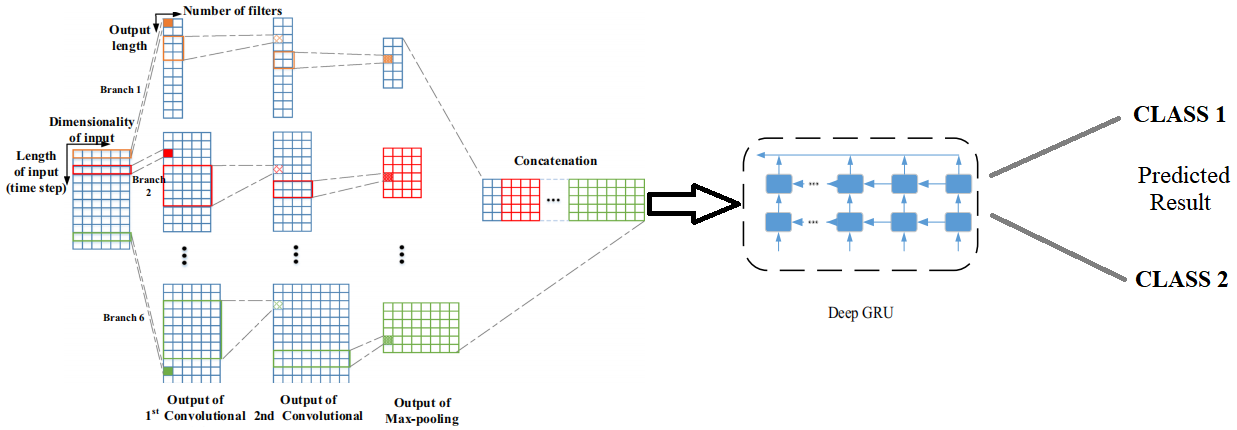 Number of filters
Output
length
Branch 1
Dimensionality
of input
Length
of input
(time step)
Branch
2
Branch 6
Output of
1st Convolutional
Output of
2nd Convolutional
Output of
Max-pooling
Concatenation
...
...
...
Deep GRU
CLASS 1
Predicted
Result
CLASS 2